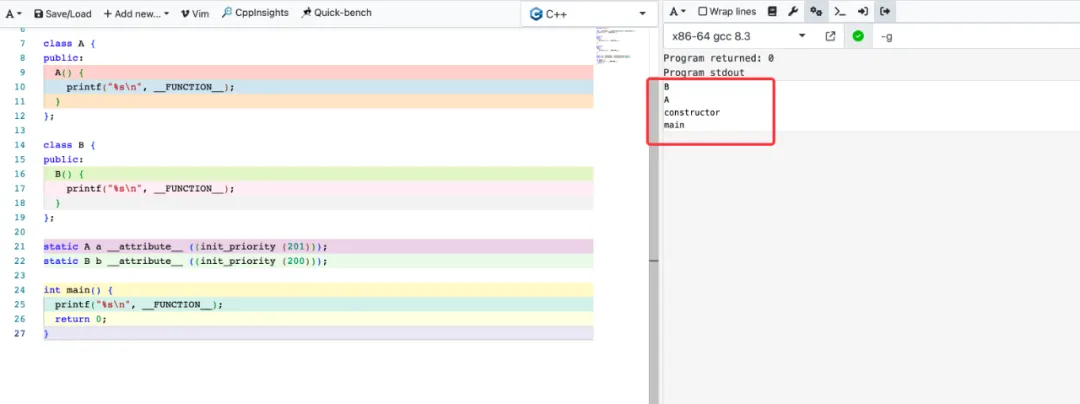 A Save/Load + Add new... Vim CppInsights Quick-bench
C++
A Wrap lines
x86-64 gcc 8.3 -g
7 class A {
8 public:
9 A() {
10 printf("%s\n", __FUNCTION__);
11 }
12 };
13
14 class B {
15 public:
16 B() {
17 printf("%s\n", __FUNCTION__);
18 }
19 };
20
21 static A a __attribute__ ((init_priority (201)));
22 static B b __attribute__ ((init_priority (200)));
23
24 int main() {
25 printf("%s\n", __FUNCTION__);
26 return 0;
27 }
Program returned: 0
Program stdout
B
A
constructor
main